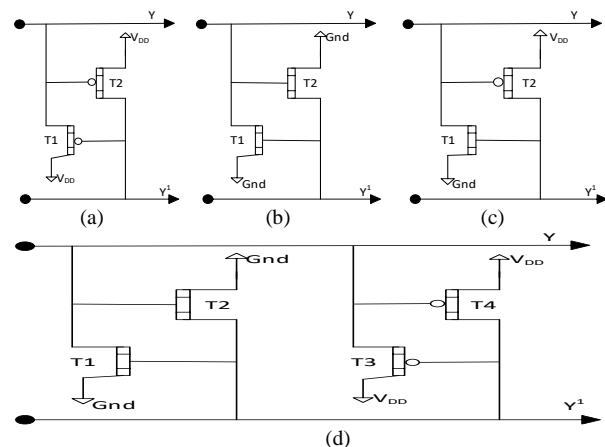 Y
V_DD
T2
T1
V_DD
Y¹
(a)
Y
Gnd
T2
T1
Gnd
Y¹
(b)
Y
V_DD
T2
T1
Gnd
Y¹
(c)
Y
Gnd
V_DD
T2
T4
T1
T3
Gnd
V_DD
Y¹
(d)